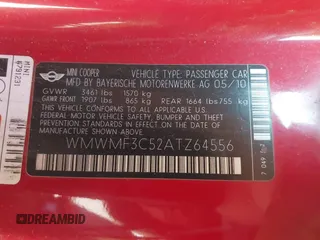 MINI COOPER
VEHICLE TYPE: PASSENGER CAR
MFD BY BAYERISCHE MOTORENWERKE AG 05/10
GVWR 3461 lbs 1570 kg
GAWR FRONT 1907 lbs 865 kg REAR 1664 lbs 755 kg
THIS VEHICLE CONFORMS TO ALL APPLICABLE
FEDERAL MOTOR VEHICLE SAFETY, BUMPER, AND
THEFT PREVENTION STANDARDS IN EFFECT ON THE
DATE OF MANUFACTURE SHOWN ABOVE.
WMWMF3C52ATZ64556
MINI
DREAMBID